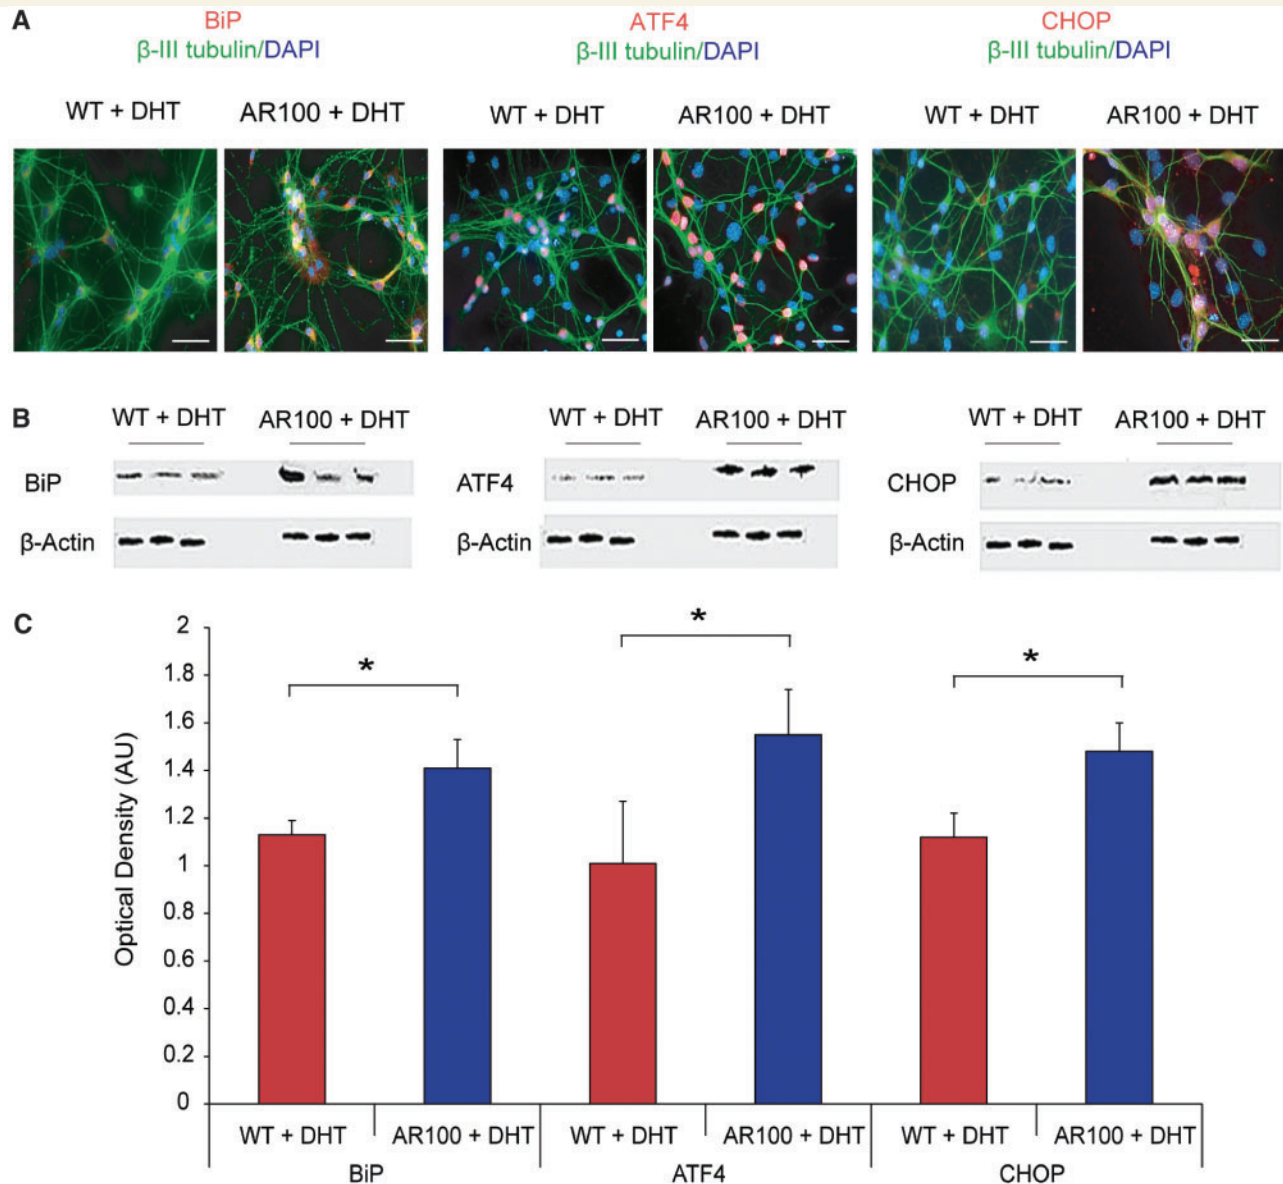 A
BiP
β-III tubulin/DAPI
WT + DHT
AR100 + DHT
ATF4
β-III tubulin/DAPI
WT + DHT
AR100 + DHT
CHOP
β-III tubulin/DAPI
WT + DHT
AR100 + DHT
B
WT + DHT
AR100 + DHT
BiP
β-Actin
WT + DHT
AR100 + DHT
ATF4
β-Actin
WT + DHT
AR100 + DHT
CHOP
β-Actin
C
Optical Density (AU)
2
1.8
1.6
1.4
1.2
1
0.8
0.6
0.4
0.2
0
*
*
*
WT + DHT
AR100 + DHT
WT + DHT
AR100 + DHT
WT + DHT
AR100 + DHT
BiP
ATF4
CHOP